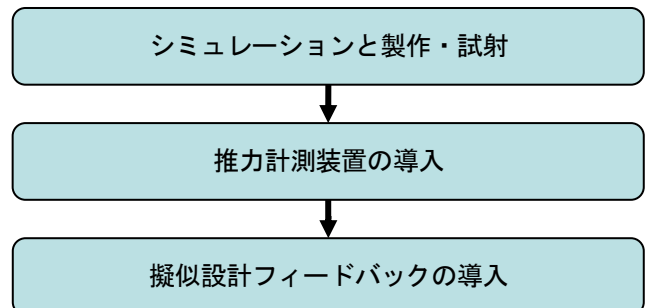 シミュレーションと製作・試射
推力計測装置の導入
擬似設計フィードバックの導入